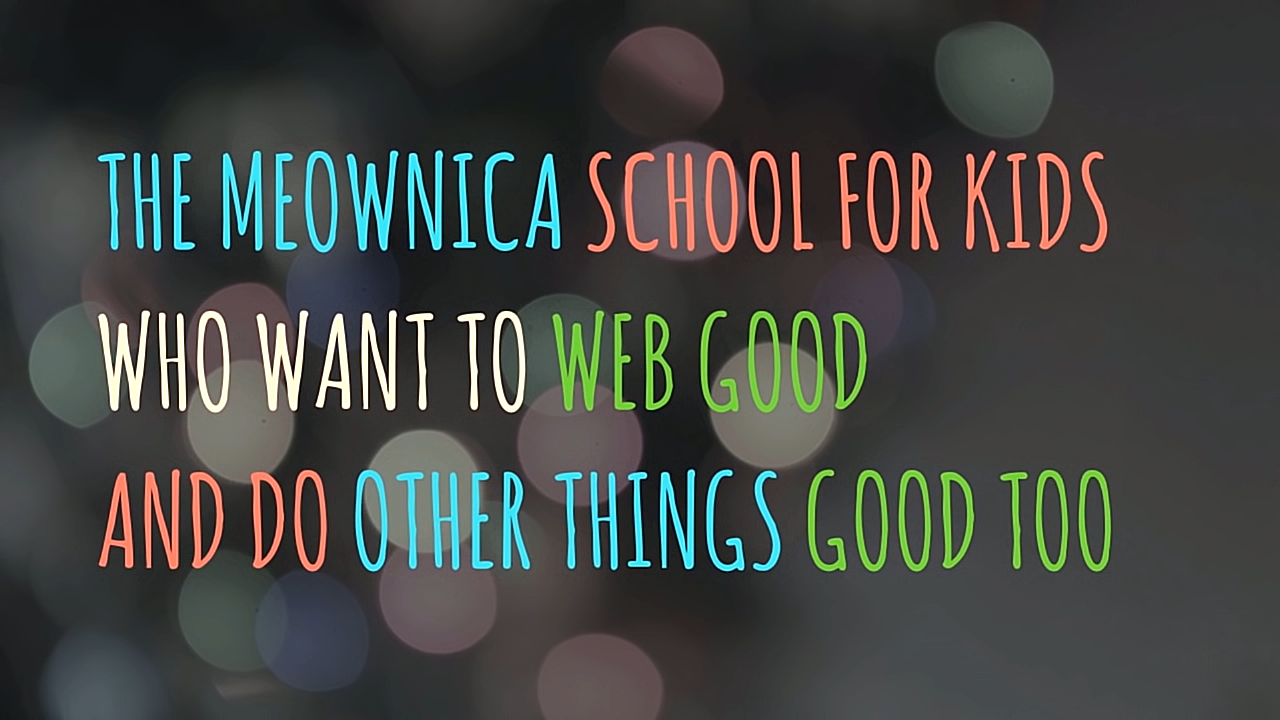 THE MEOWNICA SCHOOL FOR KIDS
WHO WANT TO WEB GOOD
AND DO OTHER THINGS GOOD TOO